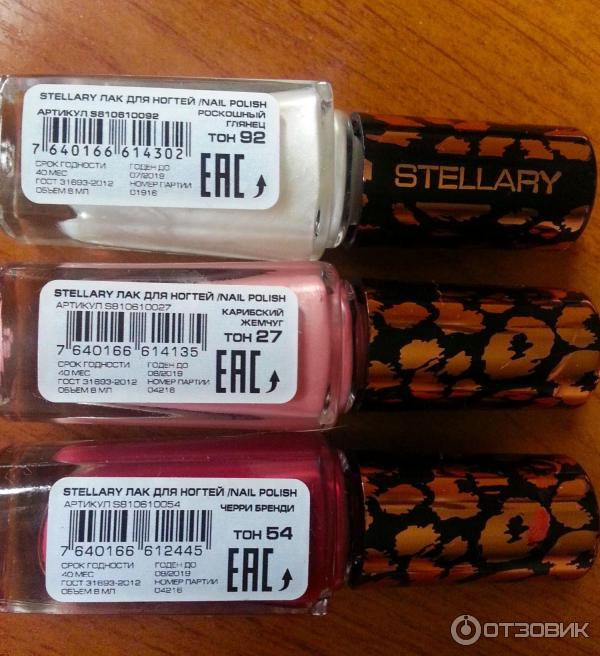 STELLARY ЛАК ДЛЯ НОГТЕЙ /NAIL POLISH
АРТИКУЛ S810610092
РОСКОШНЫЙ
ГЛЯНЕЦ
ТОН 92
7 640166 614302
СРОК ГОДНОСТИ
40 МЕС
ГОСТ 31693-2012
ОБЪЕМ 8 МЛ
ГОДЕН ДО
07/2019
НОМЕР ПАРТИИ
01916
EAC
STELLARY
STELLARY ЛАК ДЛЯ НОГТЕЙ /NAIL POLISH
АРТИКУЛ S810610027
КАРИБСКИЙ
ЖЕМЧУГ
ТОН 27
7 640166 614135
СРОК ГОДНОСТИ
40 МЕС
ГОСТ 31693-2012
ОБЪЕМ 8 МЛ
ГОДЕН ДО
08/2019
НОМЕР ПАРТИИ
04216
EAC
STELLARY ЛАК ДЛЯ НОГТЕЙ /NAIL POLISH
АРТИКУЛ S810610054
ЧЕРРИ БРЕНДИ
ТОН 54
7 640166 612445
СРОК ГОДНОСТИ
40 МЕС
ГОСТ 31693-2012
ОБЪЕМ 8 МЛ
ГОДЕН ДО
08/2019
НОМЕР ПАРТИИ
04216
EAC
ОТЗОВИК